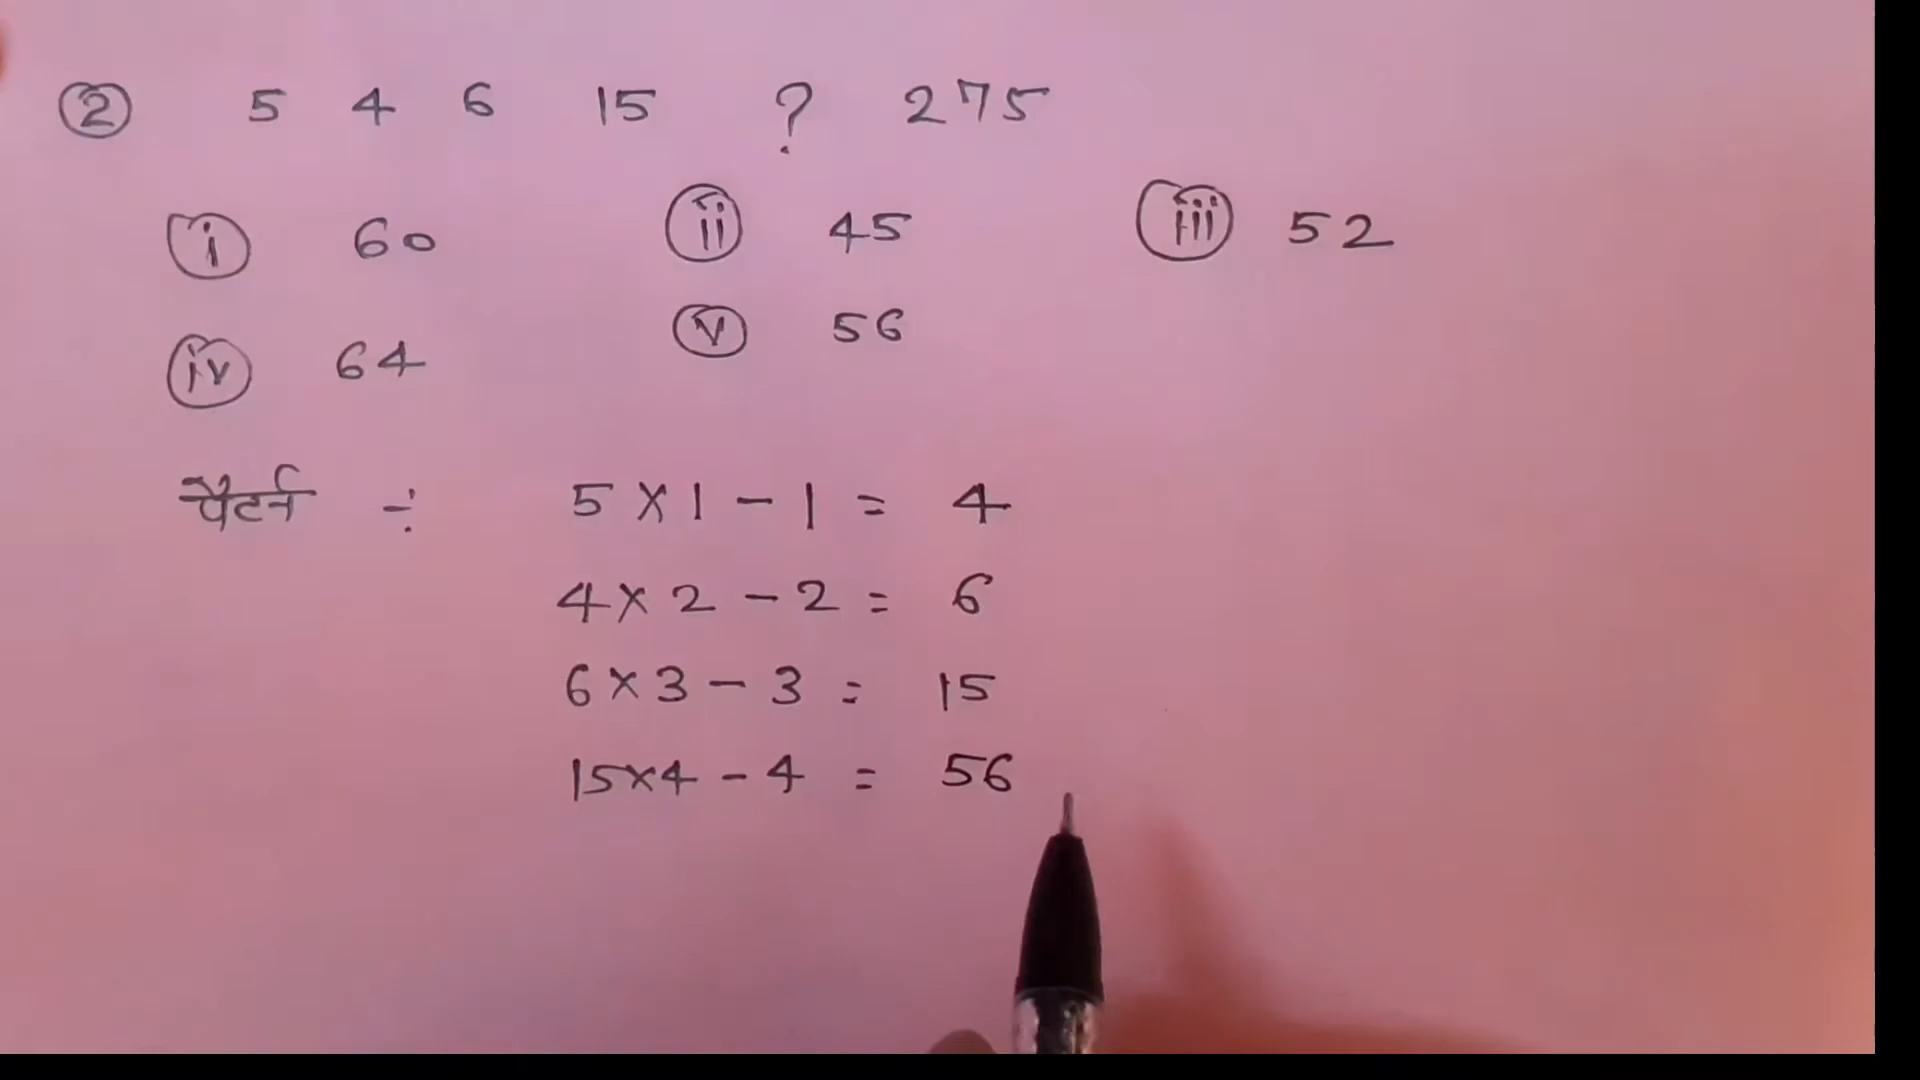 2 5 4 6 15 ? 275
i 60 ii 45 iii 52
iv 64 v 56
पैटर्न ÷ 5 X 1 - 1 = 4
4 X 2 - 2 = 6
6 X 3 - 3 = 15
15 X 4 - 4 = 56